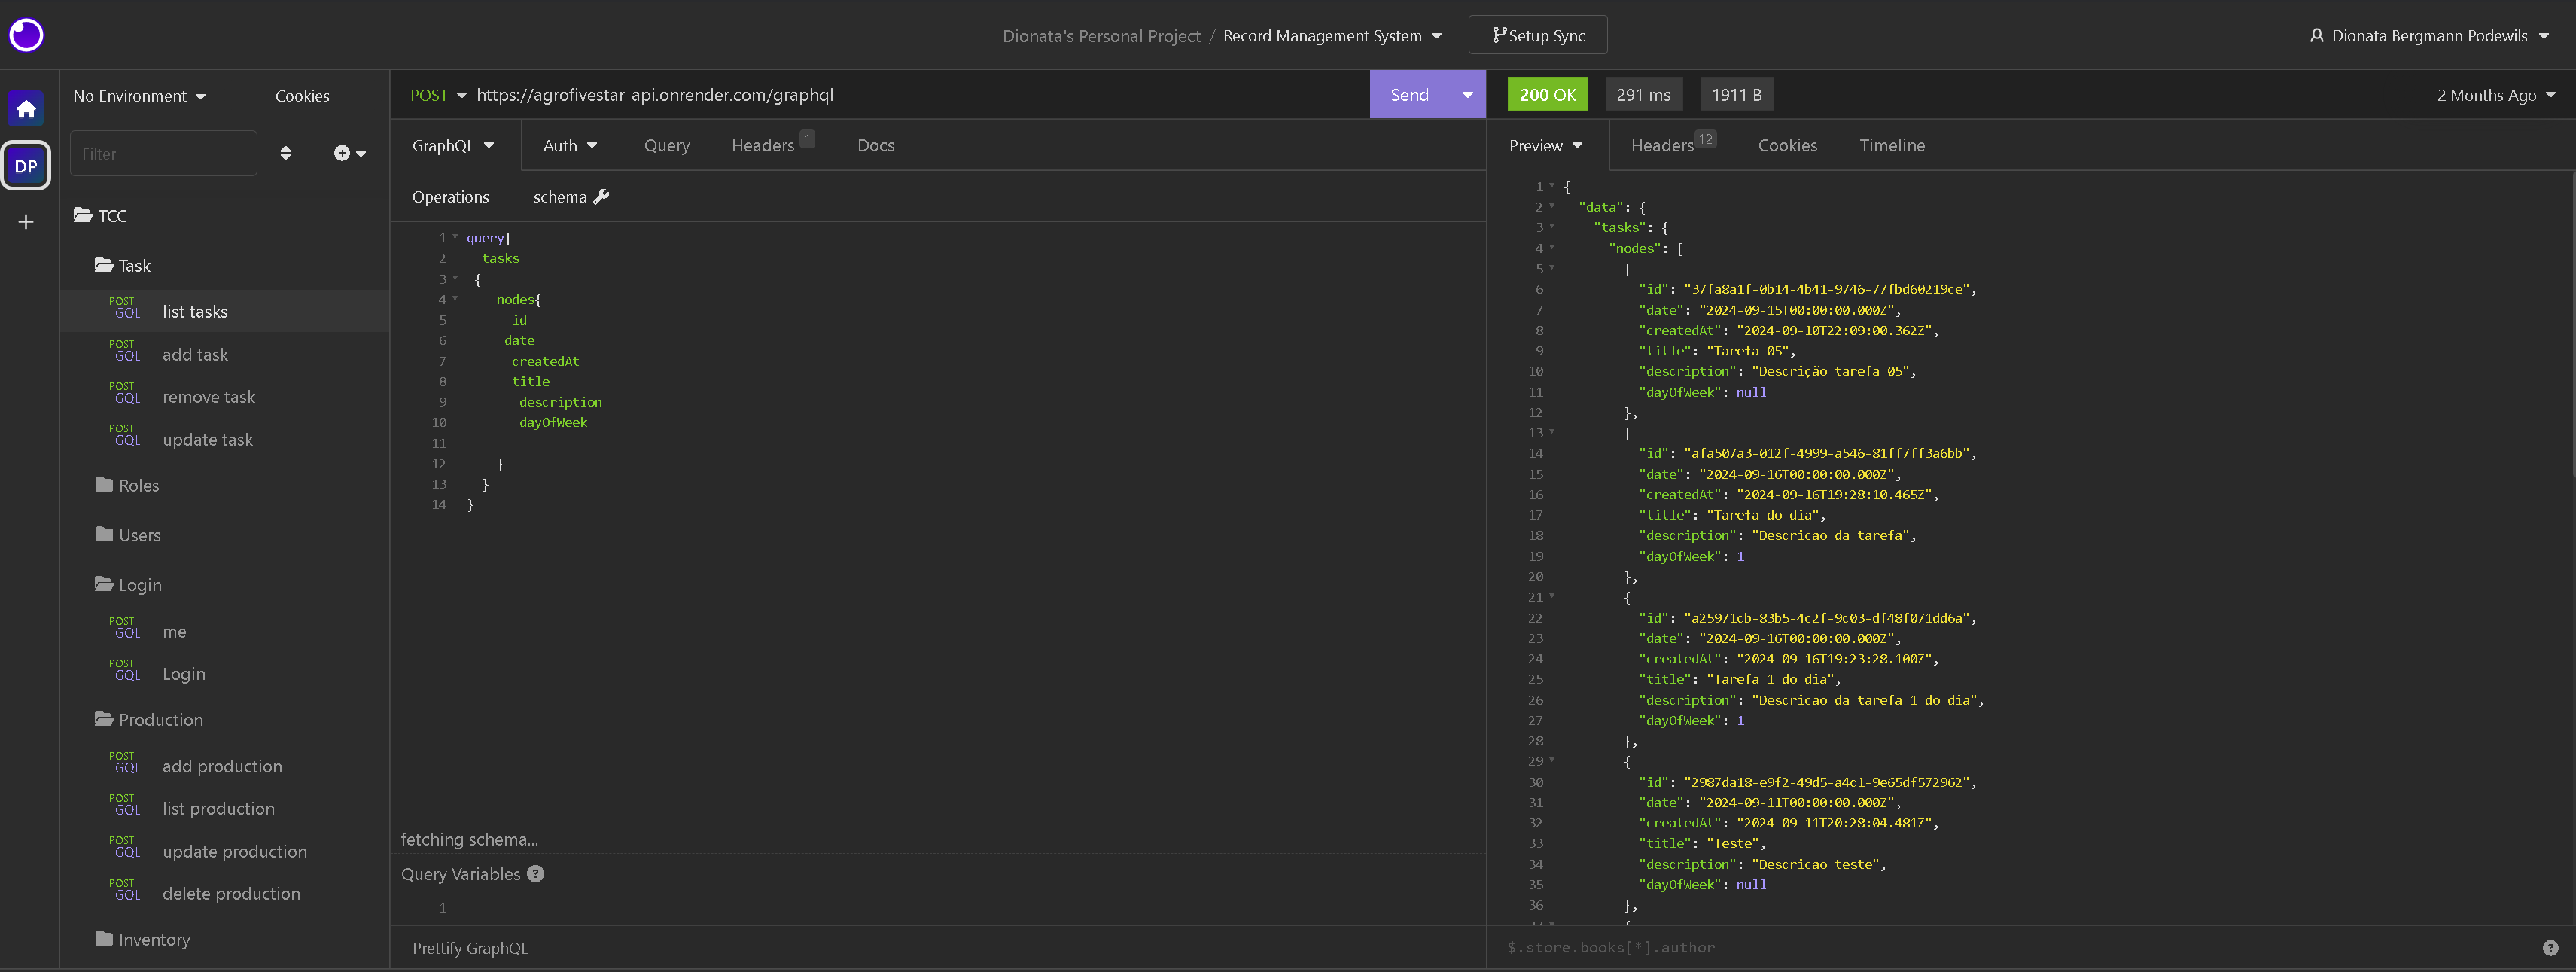 Dionata's Personal Project / Record Management System
Setup Sync
Dionata Bergmann Podewils
DP
No Environment
Cookies
Filter
TCC
Task
POST GQL list tasks
POST GQL add task
POST GQL remove task
POST GQL update task
Roles
Users
Login
POST GQL me
POST GQL Login
Production
POST GQL add production
POST GQL list production
POST GQL update production
POST GQL delete production
Inventory
POST https://agrofivestar-api.onrender.com/graphql
Send
GraphQL Auth Query Headers 1 Docs
Operations schema
1 query{
2 tasks
3 {
4 nodes{
5 id
6 date
7 createdAt
8 title
9 description
10 dayOfWeek
11
12 }
13 }
14 }
fetching schema...
Query Variables ?
1
Prettify GraphQL
200 OK 291 ms 1911 B 2 Months Ago
Preview Headers 12 Cookies Timeline
1 {
2 "data": {
3 "tasks": {
4 "nodes": [
5 {
6 "id": "37fa8a1f-0b14-4b41-9746-77fbd60219ce",
7 "date": "2024-09-15T00:00:00.000Z",
8 "createdAt": "2024-09-10T22:09:00.362Z",
9 "title": "Tarefa 05",
10 "description": "Descrição tarefa 05",
11 "dayOfWeek": null
12 },
13 {
14 "id": "afa507a3-012f-4999-a546-81ff7ff3a6bb",
15 "date": "2024-09-16T00:00:00.000Z",
16 "createdAt": "2024-09-16T19:28:10.465Z",
17 "title": "Tarefa do dia",
18 "description": "Descricao da tarefa",
19 "dayOfWeek": 1
20 },
21 {
22 "id": "a25971cb-83b5-4c2f-9c03-df48f071dd6a",
23 "date": "2024-09-16T00:00:00.000Z",
24 "createdAt": "2024-09-16T19:23:28.100Z",
25 "title": "Tarefa 1 do dia",
26 "description": "Descricao da tarefa 1 do dia",
27 "dayOfWeek": 1
28 },
29 {
30 "id": "2987da18-e9f2-49d5-a4c1-9e65df572962",
31 "date": "2024-09-11T00:00:00.000Z",
32 "createdAt": "2024-09-11T20:28:04.481Z",
33 "title": "Teste",
34 "description": "Descricao teste",
35 "dayOfWeek": null
36 },
$.store.books[*].author
?